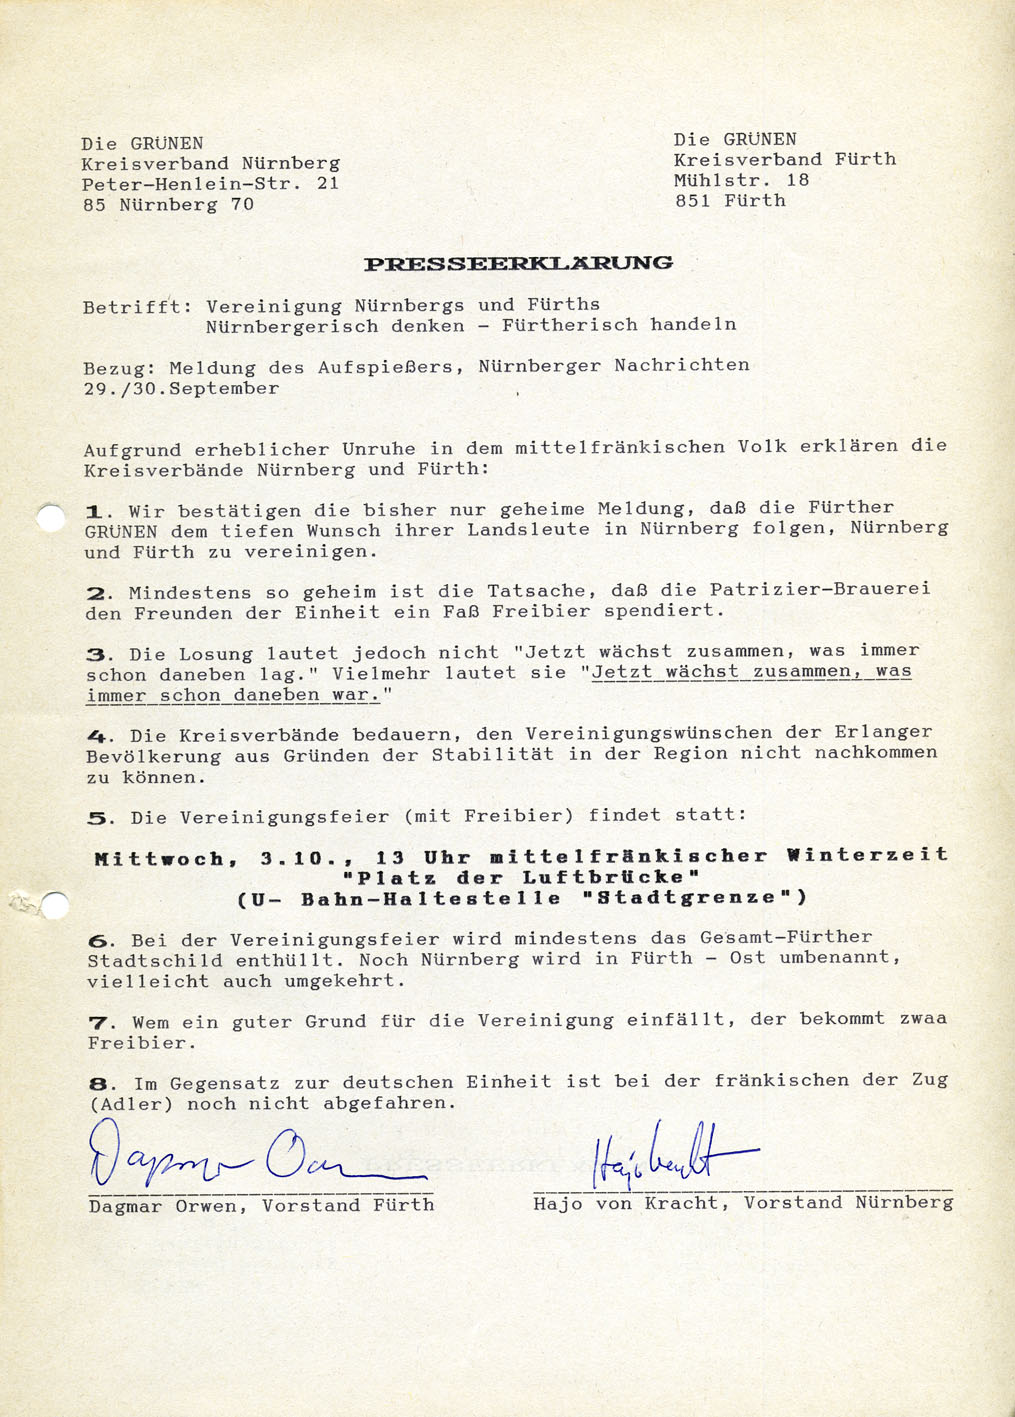 Die GRÜNEN
Kreisverband Nürnberg
Peter-Henlein-Str. 21
85 Nürnberg 70
Die GRÜNEN
Kreisverband Fürth
Mühlstr. 18
851 Fürth
PRESSEERKLÄRUNG
Betrifft: Vereinigung Nürnbergs und Fürths
Nürnbergerisch denken - Fürtherisch handeln
Bezug: Meldung des Aufspießers, Nürnberger Nachrichten
29./30.September
Aufgrund erheblicher Unruhe in dem mittelfränkischen Volk erklären die
Kreisverbände Nürnberg und Fürth:
1. Wir bestätigen die bisher nur geheime Meldung, daß die Fürther
GRÜNEN dem tiefen Wunsch ihrer Landsleute in Nürnberg folgen, Nürnberg
und Fürth zu vereinigen.
2. Mindestens so geheim ist die Tatsache, daß die Patrizier-Brauerei
den Freunden der Einheit ein Faß Freibier spendiert.
3. Die Losung lautet jedoch nicht "Jetzt wächst zusammen, was immer
schon daneben lag." Vielmehr lautet sie "Jetzt wächst zusammen, was
immer schon daneben war."
4. Die Kreisverbände bedauern, den Vereinigungswünschen der Erlanger
Bevölkerung aus Gründen der Stabilität in der Region nicht nachkommen
zu können.
5. Die Vereinigungsfeier (mit Freibier) findet statt:
Mittwoch, 3.10., 13 Uhr mittelfränkischer Winterzeit
"Platz der Luftbrücke"
(U- Bahn-Haltestelle "Stadtgrenze")
6. Bei der Vereinigungsfeier wird mindestens das Gesamt-Fürther
Stadtschild enthüllt. Noch Nürnberg wird in Fürth - Ost umbenannt,
vielleicht auch umgekehrt.
7. Wem ein guter Grund für die Vereinigung einfällt, der bekommt zwaa
Freibier.
8. Im Gegensatz zur deutschen Einheit ist bei der fränkischen der Zug
(Adler) noch nicht abgefahren.
Dagmar Orwen, Vorstand Fürth
Hajo von Kracht, Vorstand Nürnberg